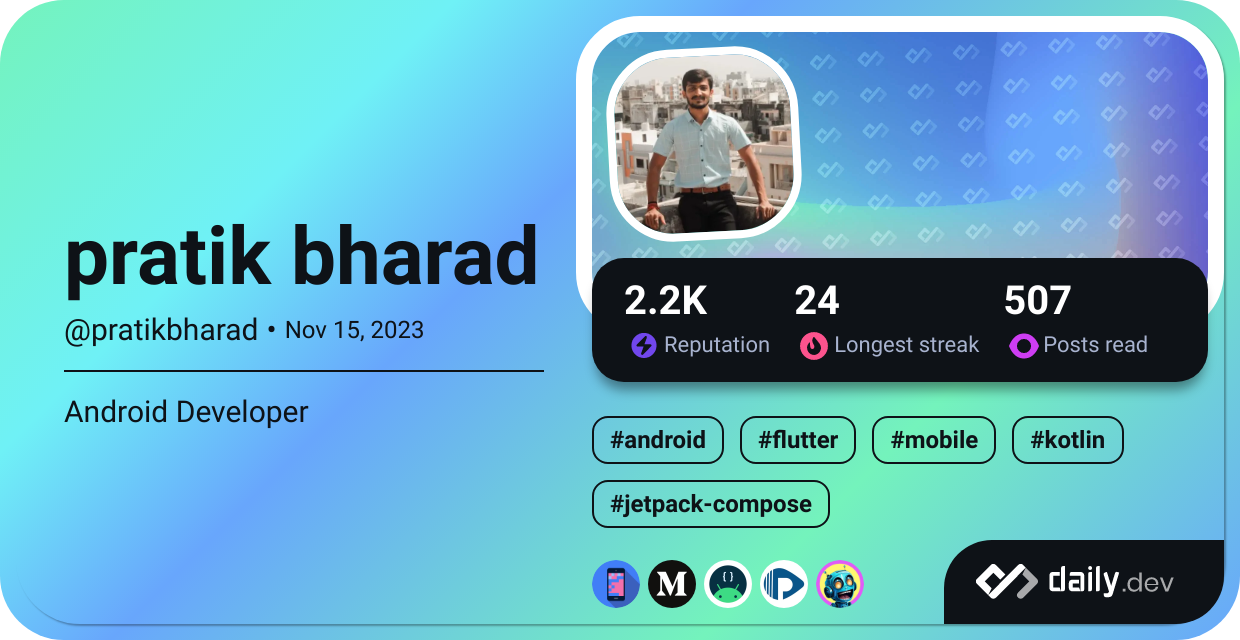 pratik bharad
@pratikbharad • Nov 15, 2023
Android Developer
2.2K 24 507
Reputation Longest streak Posts read
#android #flutter #mobile #kotlin
#jetpack-compose
M { } P
daily.dev